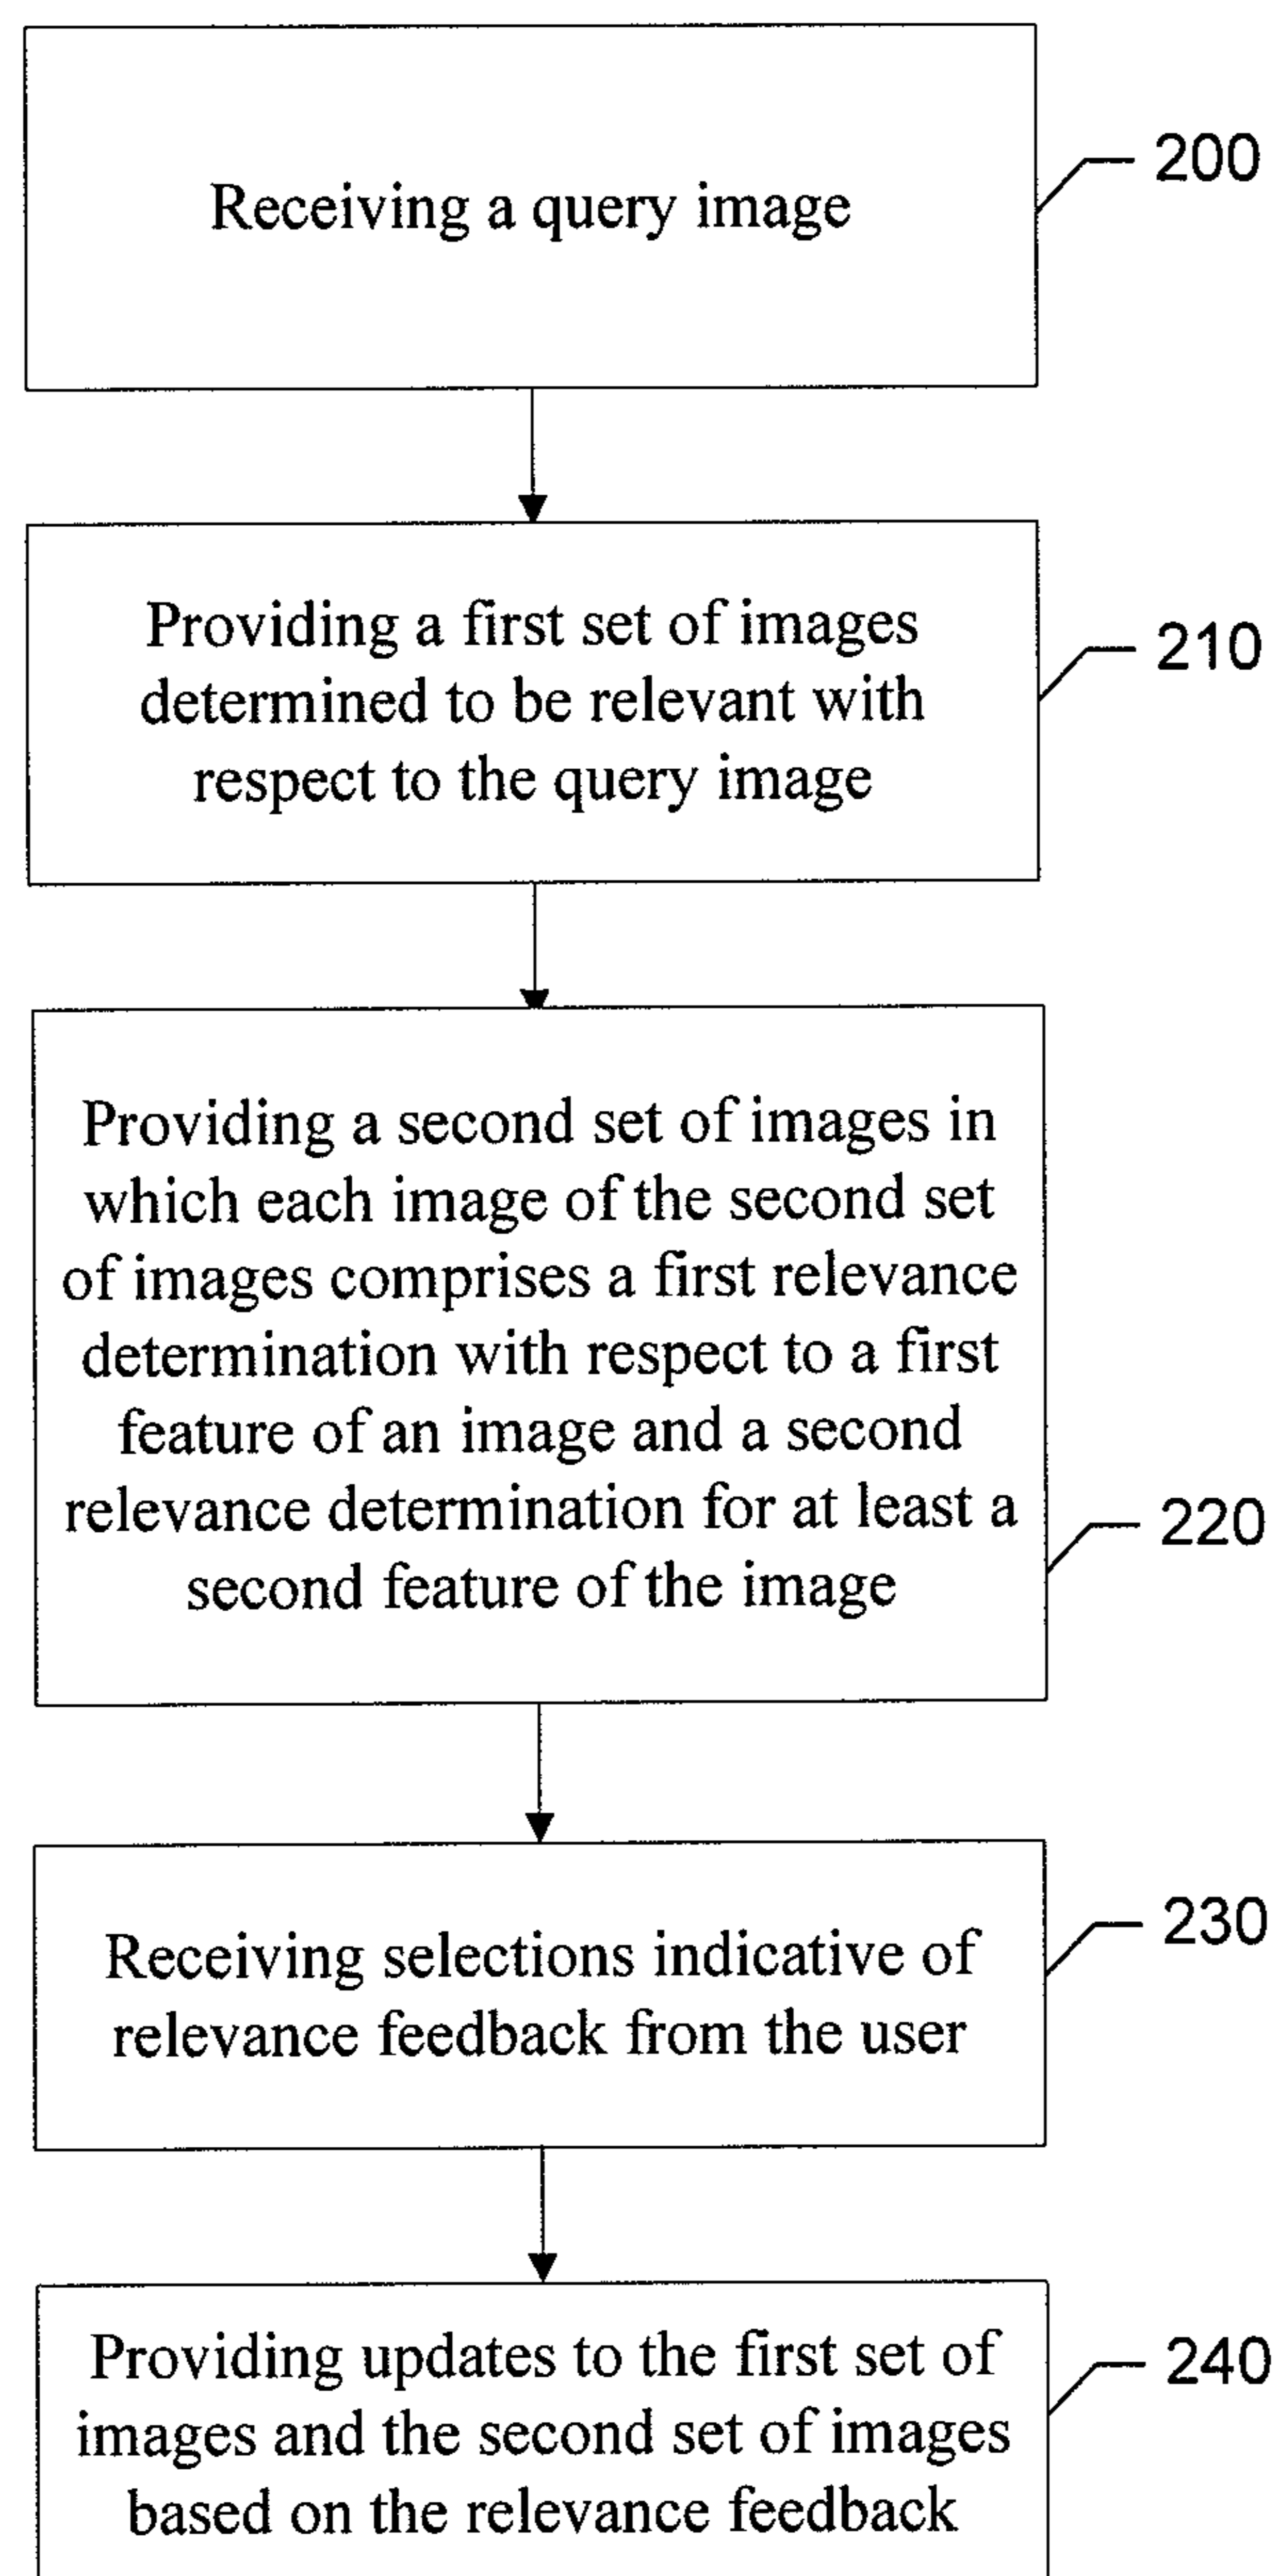 Receiving a query image
200
Providing a first set of images
determined to be relevant with
respect to the query image
210
Providing a second set of images in
which each image of the second set
of images comprises a first relevance
determination with respect to a first
feature of an image and a second
relevance determination for at least a
second feature of the image
220
Receiving selections indicative of
relevance feedback from the user
230
Providing updates to the first set of
images and the second set of images
based on the relevance feedback
240